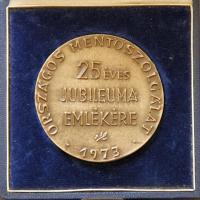 ORSZÁGOS MENTŐSZOLGÁLAT
25 ÉVES
JUBILEUMA
EMLÉKÉRE
1973